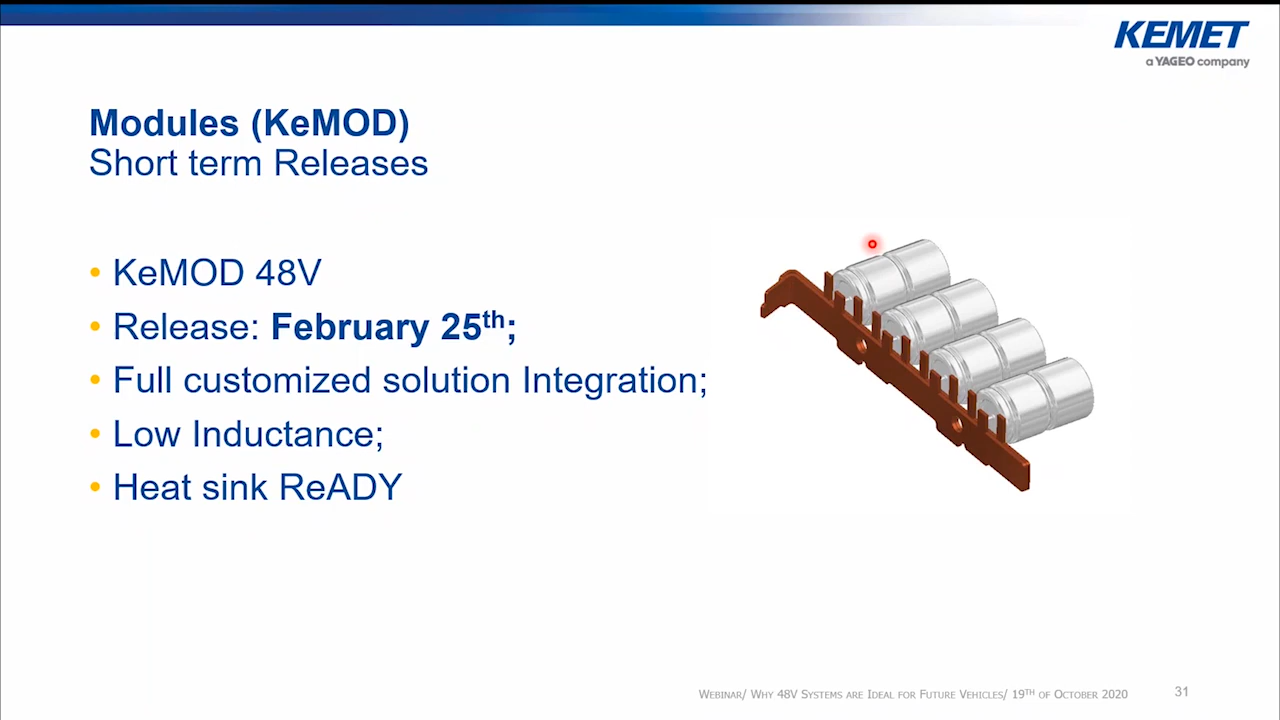 KEMET
a YAGEO company
Modules (KeMOD)
Short term Releases
• KeMOD 48V
• Release: February 25th;
• Full customized solution Integration;
• Low Inductance;
• Heat sink ReADY
Webinar/ Why 48V Systems are Ideal for Future Vehicles/ 19th of October 2020
31